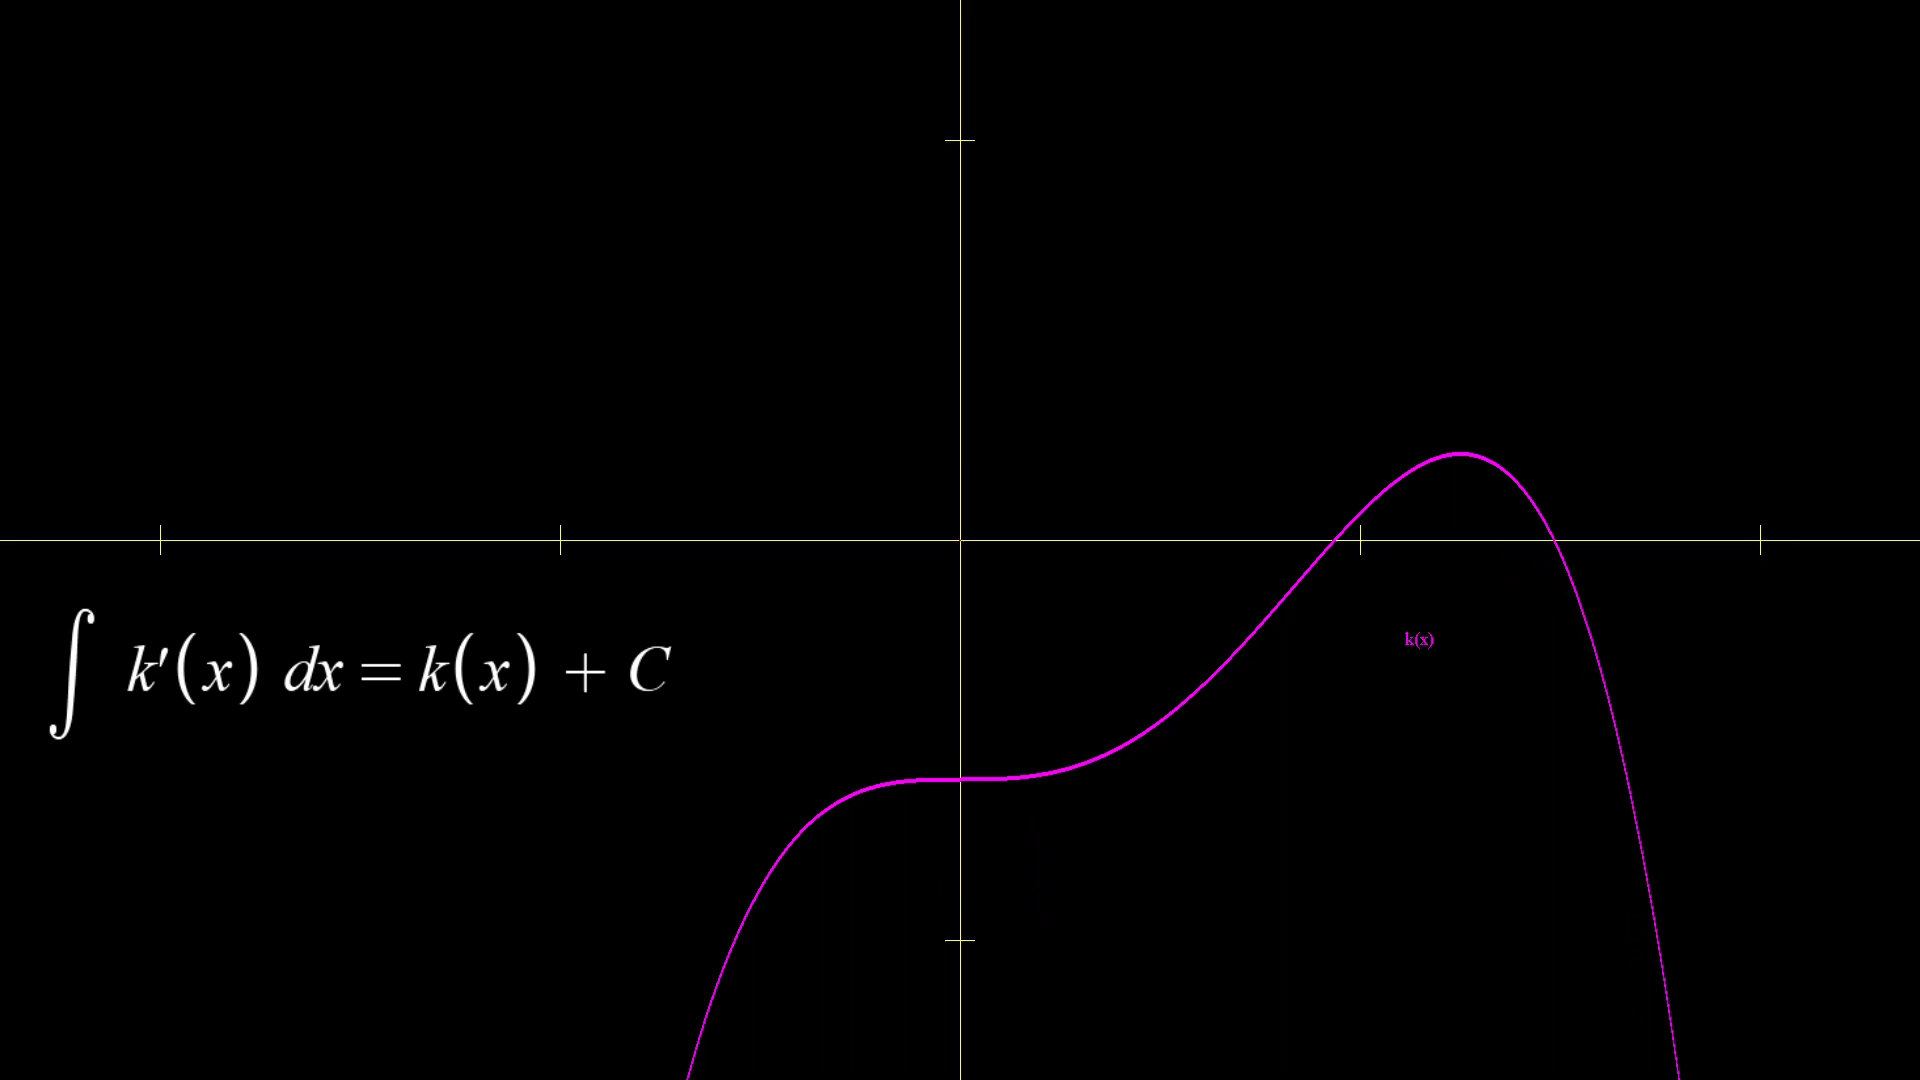 ∫ k′(x) dx = k(x) + C
k(x)